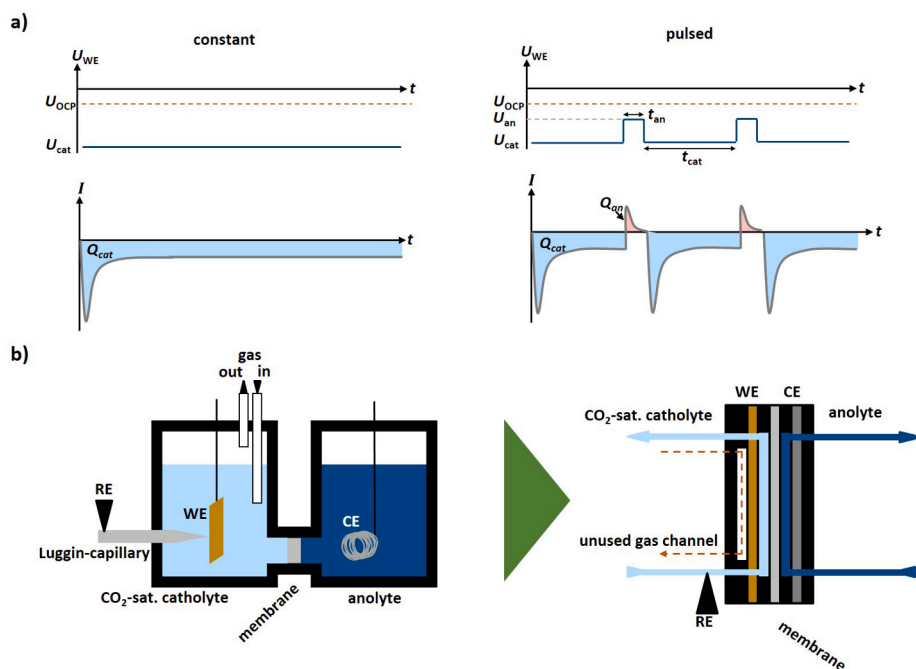 a)
constant
U_WE
t
U_OCP
U_cat
I
Q_cat
t
pulsed
U_WE
t
U_OCP
U_an
t_an
U_cat
t_cat
I
Q_an
Q_cat
t
b)
gas
out in
RE
WE
CE
Luggin-capillary
CO₂-sat. catholyte
membrane
anolyte
WE CE
CO₂-sat. catholyte
anolyte
unused gas channel
RE
membrane